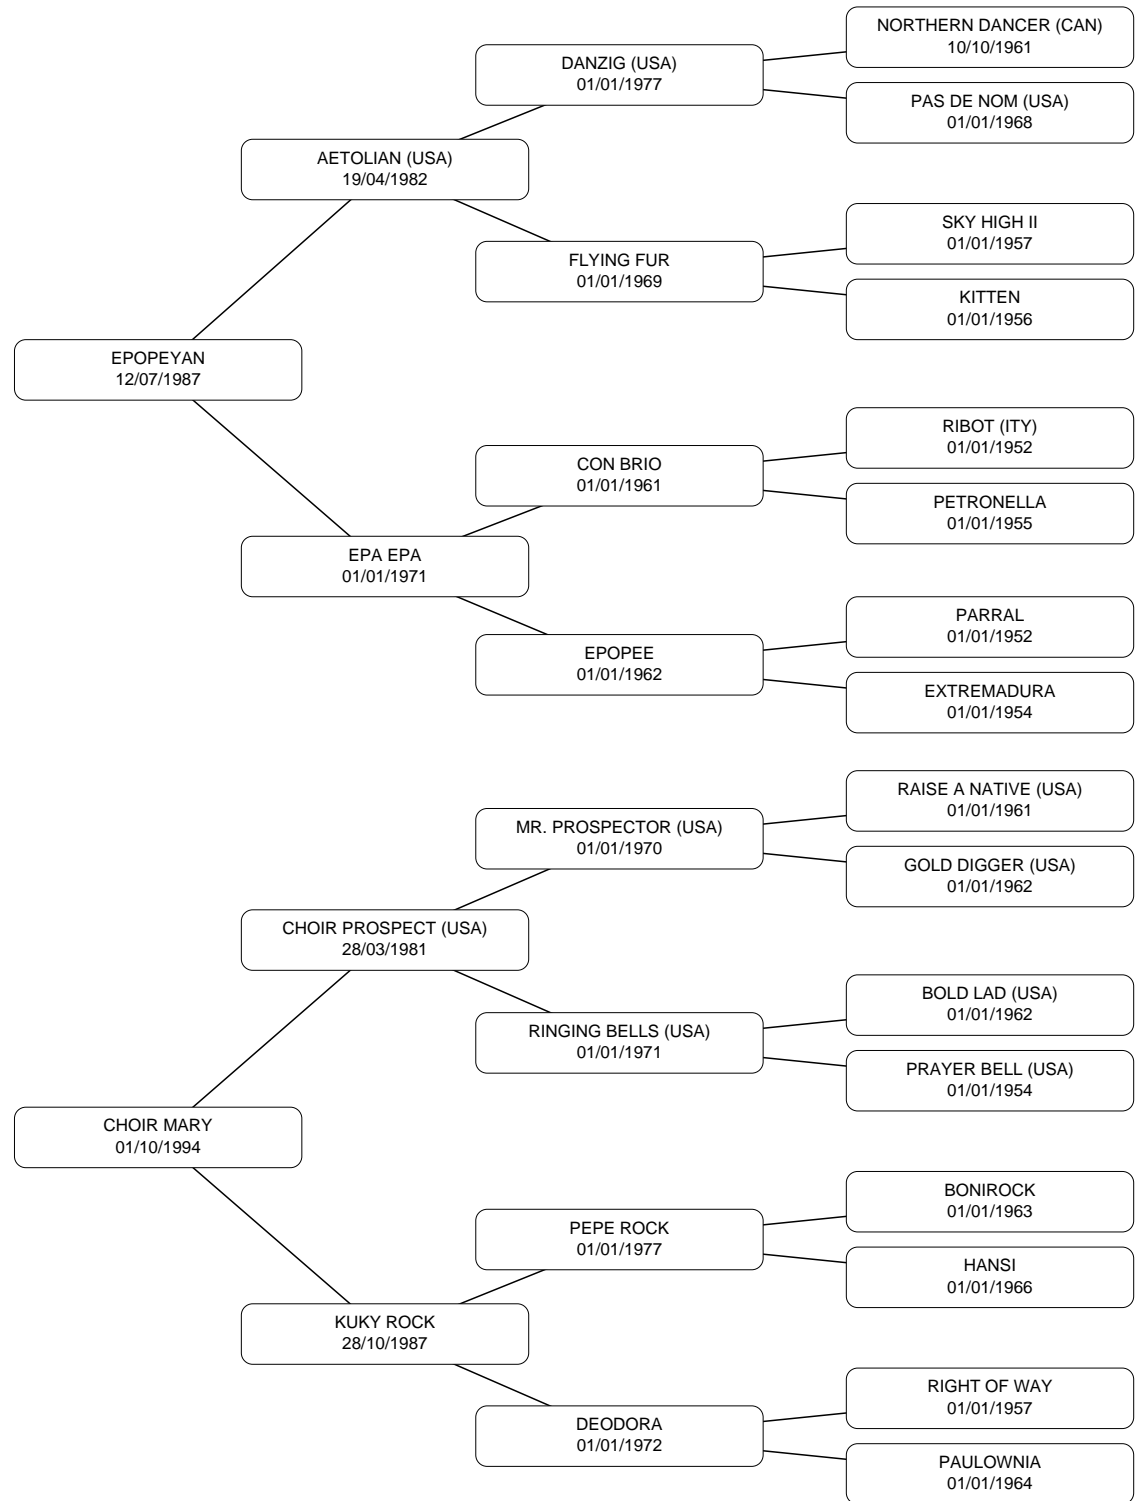 NORTHERN DANCER (CAN)
10/10/1961
DANZIG (USA)
01/01/1977
PAS DE NOM (USA)
01/01/1968
AETOLIAN (USA)
19/04/1982
SKY HIGH II
01/01/1957
FLYING FUR
01/01/1969
KITTEN
01/01/1956
EPOPEYAN
12/07/1987
RIBOT (ITY)
01/01/1952
CON BRIO
01/01/1961
PETRONELLA
01/01/1955
EPA EPA
01/01/1971
PARRAL
01/01/1952
EPOPEE
01/01/1962
EXTREMADURA
01/01/1954
RAISE A NATIVE (USA)
01/01/1961
MR. PROSPECTOR (USA)
01/01/1970
GOLD DIGGER (USA)
01/01/1962
CHOIR PROSPECT (USA)
28/03/1981
BOLD LAD (USA)
01/01/1962
RINGING BELLS (USA)
01/01/1971
PRAYER BELL (USA)
01/01/1954
CHOIR MARY
01/10/1994
BONIROCK
01/01/1963
PEPE ROCK
01/01/1977
HANSI
01/01/1966
KUKY ROCK
28/10/1987
RIGHT OF WAY
01/01/1957
DEODORA
01/01/1972
PAULOWNIA
01/01/1964